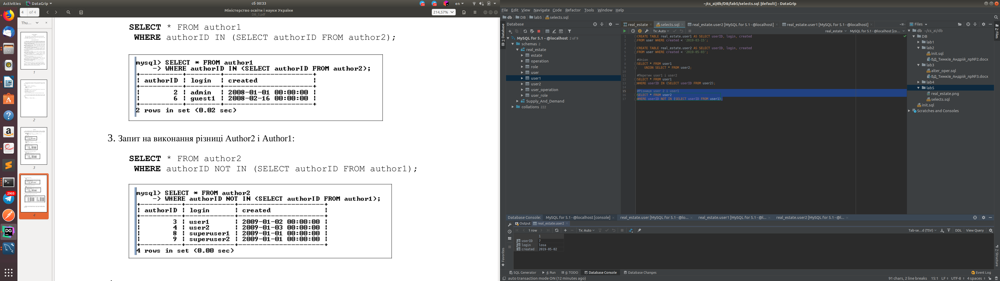 Activities
DataGrip
сб 00:33
en
4
of 4
Міністерство освіти і науки України
DB_5.pdf
214,57%
Thu...
1
2
3
4
2905
SELECT * FROM author1
WHERE authorID IN (SELECT authorID FROM author2);
mysql> SELECT * FROM author1
-> WHERE authorID IN (SELECT authorID FROM author2);
authorID | login | created
2 | admin | 2008-01-01 00:00:00
6 | guest1 | 2008-02-16 00:00:00
2 rows in set (0.02 sec)
3. Запит на виконання різниці Author2 і Author1:
SELECT * FROM author2
WHERE authorID NOT IN (SELECT authorID FROM author1);
mysql> SELECT * FROM author2
-> WHERE authorID NOT IN (SELECT authorID FROM author1);
authorID | login | created
3 | user1 | 2009-01-02 00:00:00
4 | user2 | 2009-01-03 00:00:00
8 | superuser1 | 2009-01-01 00:00:00
9 | superuser2 | 2009-01-01 00:00:00
4 rows in set (0.00 sec)
~/cs_ai/db/DB/lab5/selects.sql [default] - DataGrip
File Edit View Navigate Code Refactor Tools Window Help
db DB lab5 selects.sql
1: Database
Database
MySQL for 5.1 - @localhost 2 of 9
schemas 2
real_estate
estate
operation
role
user
user1
user2
user_operation
user_role
Supply_And_Demand
collations 222
real_estate
selects.sql
real_estate.user2 [MySQL for 5.1 - @localhost]
real_estate.user1 [MySQL for 5.1 - @localhost]
Tx: Auto
real_estate
MySQL for 5.1 - @localhost [co...
1 CREATE TABLE real_estate.user1 AS SELECT userID, login, created
2 FROM user WHERE created < '2019-03-15';
3
4 CREATE TABLE real_estate.user2 AS SELECT userID, login, created
5 FROM user WHERE created < '2019-05-03';
6
7 #Union
8 SELECT * FROM user1
9 UNION SELECT * FROM user2;
10
11 #Перетин user1 і user2
12 SELECT * FROM user1
13 WHERE userID IN (SELECT userID FROM user2);
14
15 #Різниця user 2 і user1
16 SELECT * FROM user2
17 WHERE userID NOT IN (SELECT userID FROM user1);
Files
db ~/cs_ai/db
DB
lab1
lab2
init.sql
БД_Тимків_Андрій_лр№2.docx
lab3
alter_oper.sql
БД_Тимків_Андрій_лр№3.docx
lab4
lab5
real_estate.png
selects.sql
init.sql
Scratches and Consoles
2: Files
Database Console:
MySQL for 5.1 - @localhost [console]
real_estate.user [MySQL for 5.1 - @lo...
real_estate.user1 [MySQL for 5.1 - @l...
real_estate.user2 [MySQL for 5.1 - @l...
Output
real_estate.user2
1 row
Tx: Auto
Tab-se...d (TSV)
DDL
View Query
1
userID 7
login losa
created 2019-05-02
Favorites
Z: Structure
SQL Generator
4: Run
6: TODO
Database Console
Database Changes
Event Log
auto transaction mode ON (12 minutes ago)
91 chars, 2 line breaks 15:1 LF UTF-8 4 spaces